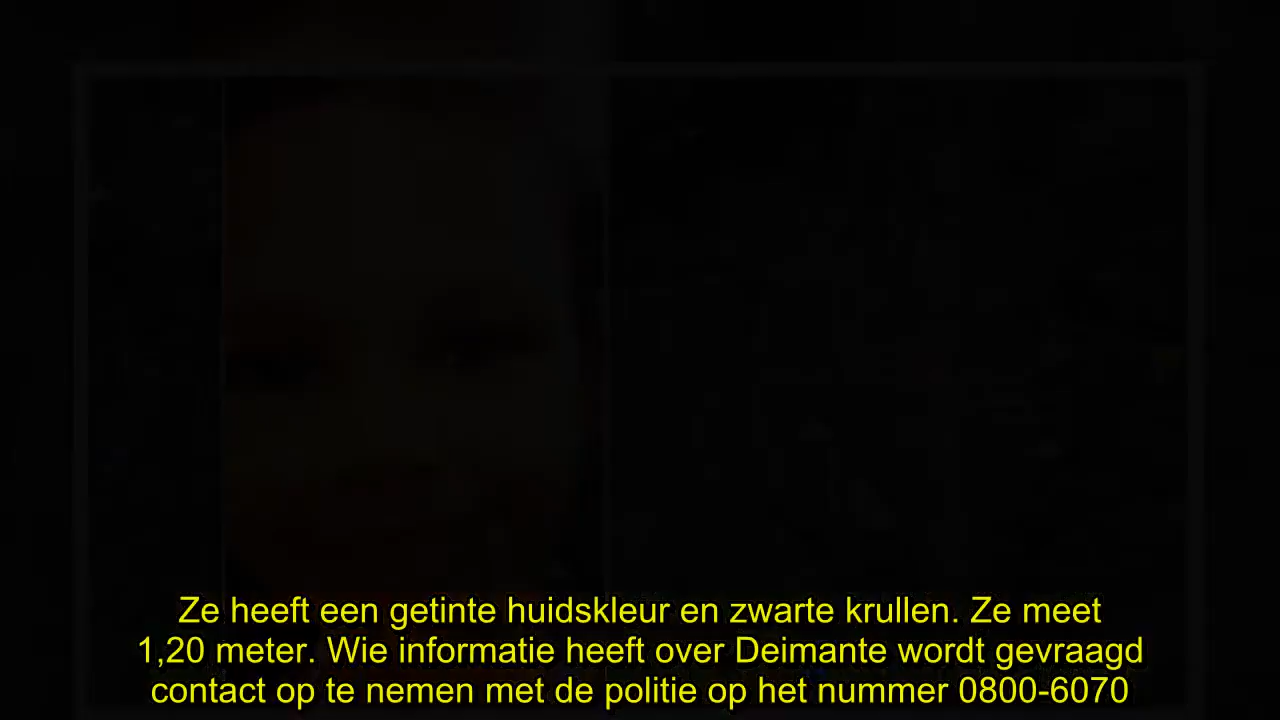 Ze heeft een getinte huidskleur en zwarte krullen. Ze meet
1,20 meter. Wie informatie heeft over Deimante wordt gevraagd
contact op te nemen met de politie op het nummer 0800-6070